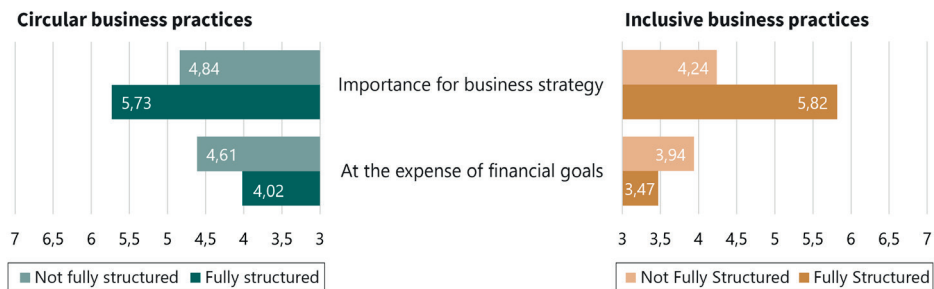 Circular business practices
Inclusive business practices
4,84
5,73
Importance for business strategy
4,24
5,82
4,61
4,02
At the expense of financial goals
3,94
3,47
7 6,5 6 5,5 5 4,5 4 3,5 3
3 3,5 4 4,5 5 5,5 6 6,5 7
Not fully structured Fully structured
Not Fully Structured Fully Structured